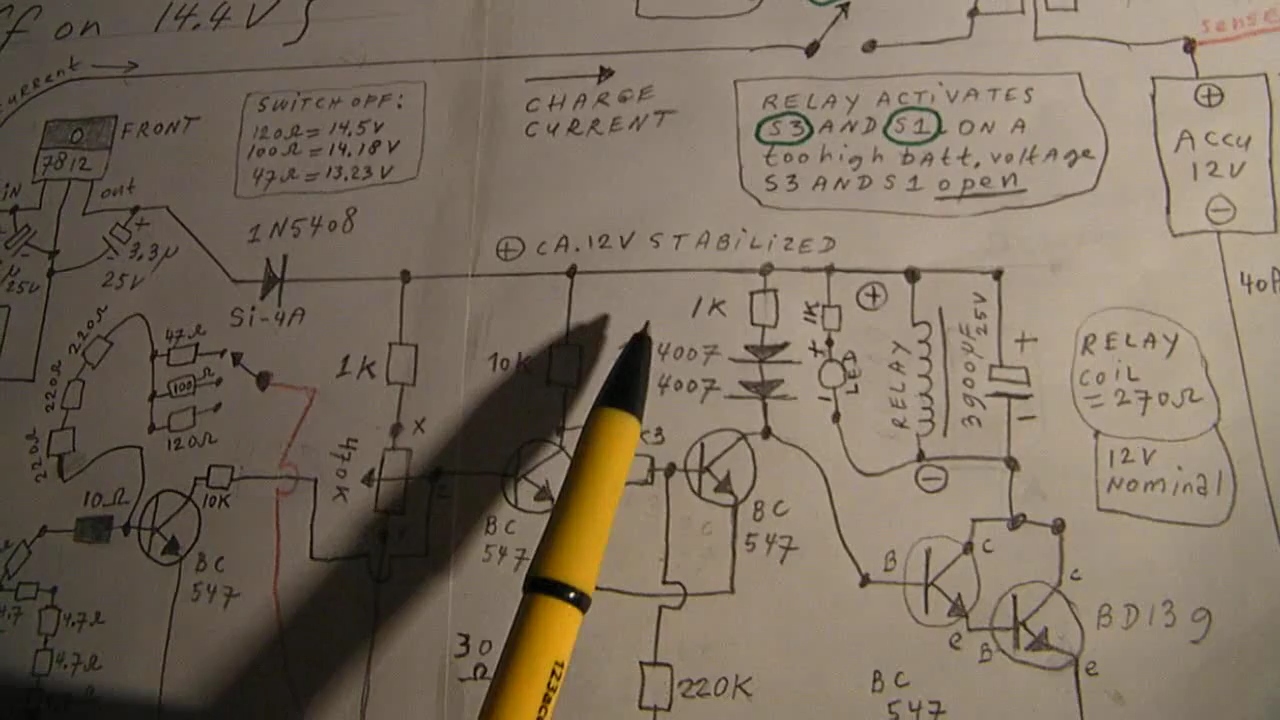 ff on 14.4V}
current
sense
FRONT
0
7812
IN
out
+
3.3µ
25V
25V
SWITCH OFF:
120Ω = 14.5V
100Ω = 14.18V
47Ω = 13.23V
CHARGE
CURRENT
RELAY ACTIVATES
S3 AND S1 ON A
too high batt. voltage
S3 AND S1 open
+
ACCU
12V
-
1N5408
Si-4A
+ CA. 12V STABILIZED
220Ω
220Ω
220Ω
47Ω
100Ω
120Ω
1K
X
470K
10K
1K
4007
4007
1K
+
LED
+
RELAY
3900µF
25V
+
-
RELAY
COIL
= 270Ω
12V
Nominal
-
10Ω
10K
BC
547
4.7Ω
4.7Ω
BC
547
BC
547
B
C
e
B
C
e
BD139
30
Ω
220K
BC
547